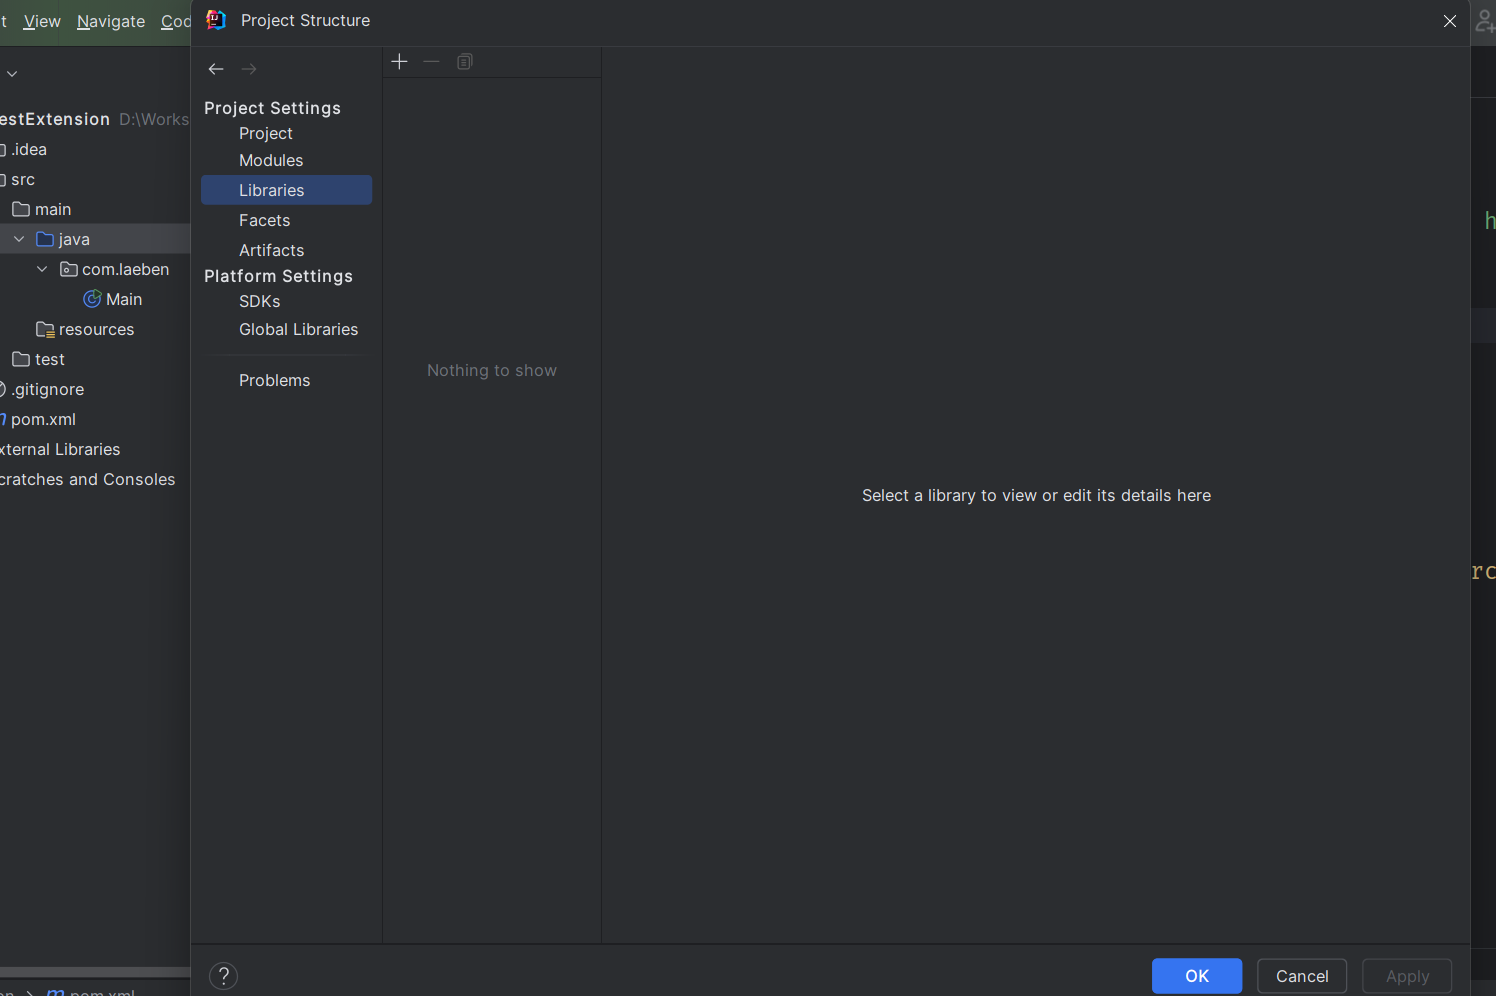 t View Navigate Cod
Project Structure
estExtension D:\Works
.idea
src
main
java
com.laeben
Main
resources
test
.gitignore
pom.xml
xternal Libraries
cratches and Consoles
Project Settings
Project
Modules
Libraries
Facets
Artifacts
Platform Settings
SDKs
Global Libraries
Problems
Nothing to show
Select a library to view or edit its details here
h
rc
?
OK Cancel Apply
on > m pom.xml